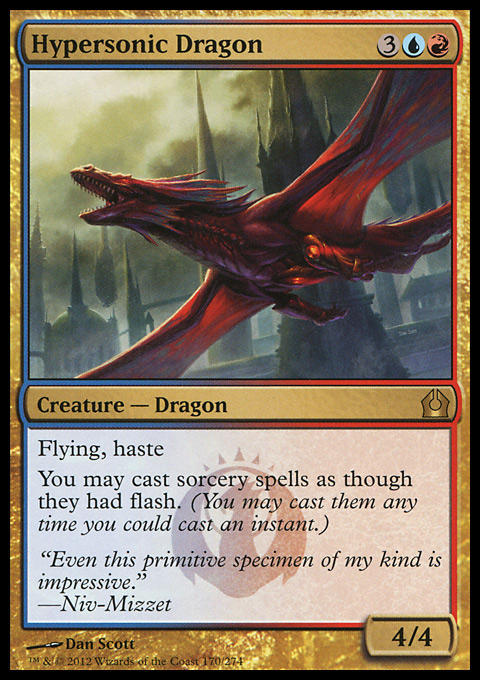 Hypersonic Dragon 3
Creature — Dragon
Flying, haste
You may cast sorcery spells as though
they had flash. (You may cast them any
time you could cast an instant.)
“Even this primitive specimen of my kind is
impressive.”
—Niv-Mizzet
4/4
Dan Scott
™ & © 2012 Wizards of the Coast 170/274